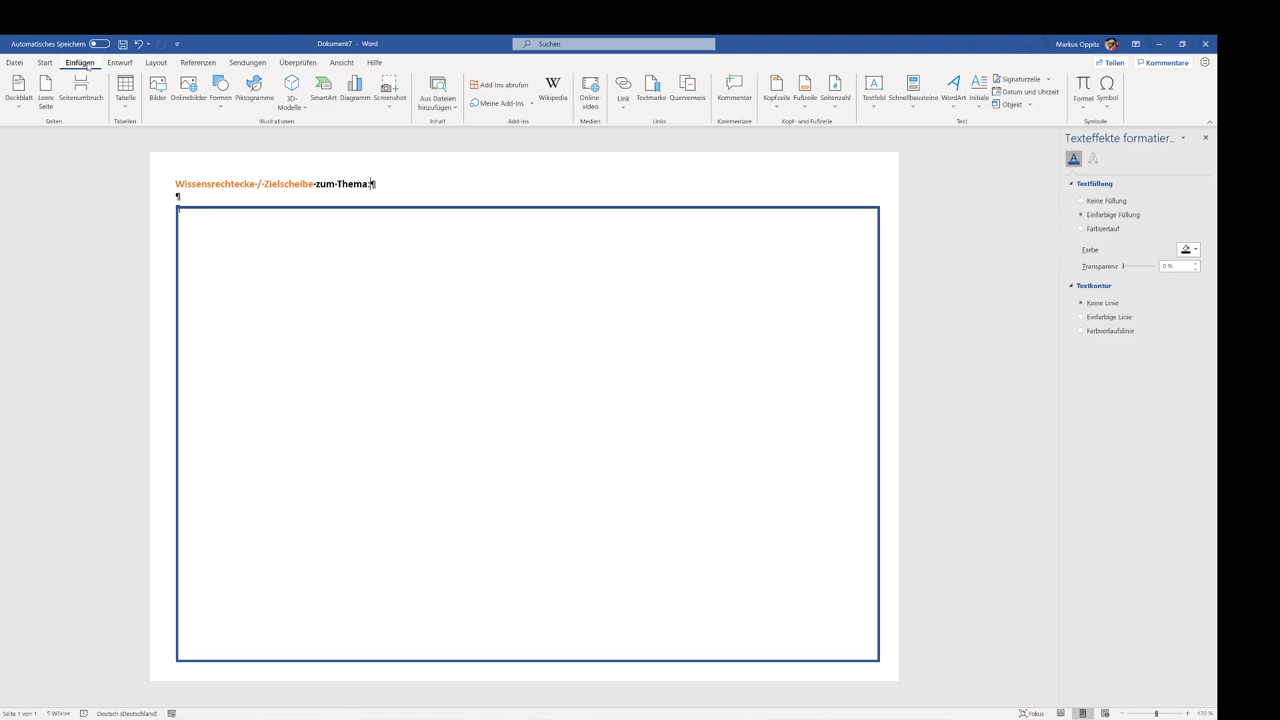 Automatisches Speichern
Dokument7 - Word
Suchen
Markus Oppitz
Datei Start Einfügen Entwurf Layout Referenzen Sendungen Überprüfen Ansicht Hilfe
Teilen
Kommentare
Deckblatt
Leere Seite
Seitenumbruch
Tabelle
Bilder
Onlinebilder
Formen
Piktogramme
3D-Modelle
SmartArt
Diagramm
Screenshot
Aus Dateien hinzufügen
Add-Ins abrufen
Meine Add-Ins
Wikipedia
Online-video
Link
Textmarke
Querverweis
Kommentar
Kopfzeile
Fußzeile
Seitenzahl
Textfeld
Schnellbausteine
WordArt
Initiale
Signaturzeile
Datum und Uhrzeit
Objekt
Formel
Symbol
Seiten
Tabellen
Illustrationen
Inhalt
Add-Ins
Medien
Links
Kommentare
Kopf- und Fußzeile
Text
Symbole
Wissensrechtecke·/·Zielscheibe·zum·Thema:¶
¶
Texteffekte formatier...
Textfüllung
Keine Füllung
Einfarbige Füllung
Farbverlauf
Farbe
Transparenz 0 %
Textkontur
Keine Linie
Einfarbige Linie
Farbverlaufslinie
Seite 1 von 1
5 Wörter
Deutsch (Deutschland)
Fokus
120 %